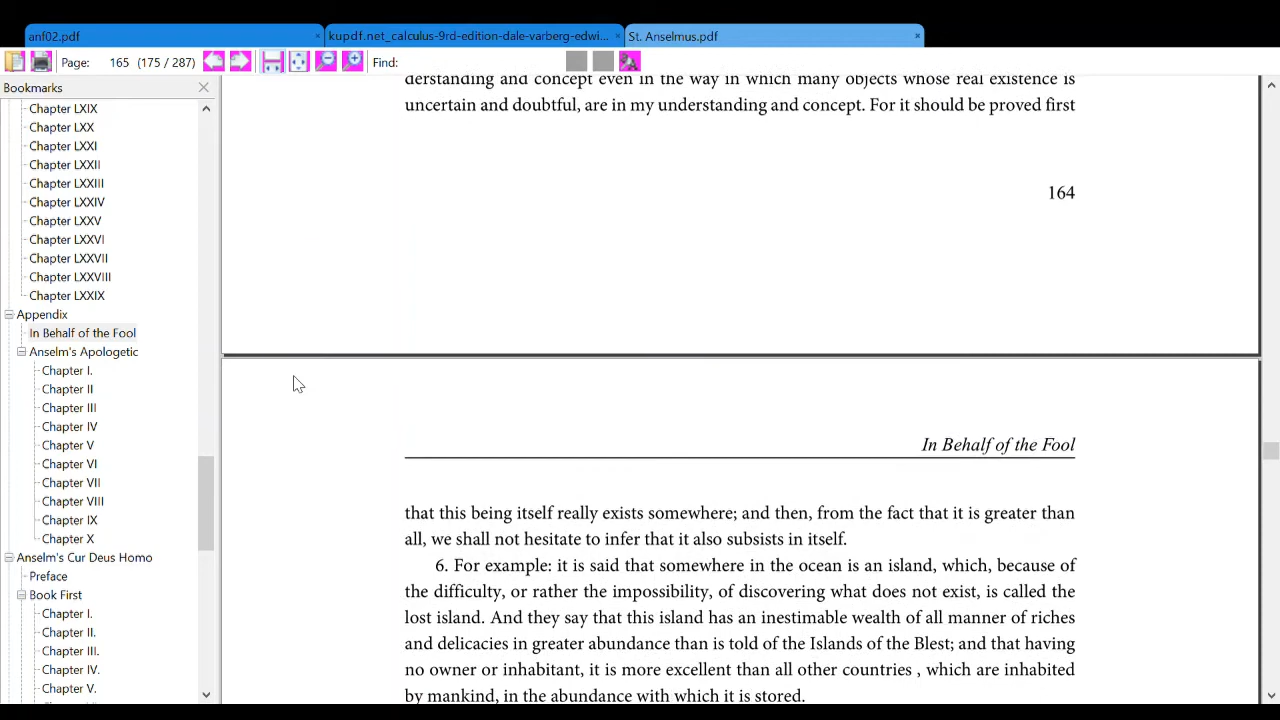 anf02.pdf × kupdf.net_calculus-9rd-edition-dale-varberg-edwi... × St. Anselmus.pdf ×
Page: 165 (175 / 287) Find:
Bookmarks
Chapter LXIX
Chapter LXX
Chapter LXXI
Chapter LXXII
Chapter LXXIII
Chapter LXXIV
Chapter LXXV
Chapter LXXVI
Chapter LXXVII
Chapter LXXVIII
Chapter LXXIX
Appendix
In Behalf of the Fool
Anselm's Apologetic
Chapter I.
Chapter II
Chapter III
Chapter IV
Chapter V
Chapter VI
Chapter VII
Chapter VIII
Chapter IX
Chapter X
Anselm's Cur Deus Homo
Preface
Book First
Chapter I.
Chapter II.
Chapter III.
Chapter IV.
Chapter V.
derstanding and concept even in the way in which many objects whose real existence is
uncertain and doubtful, are in my understanding and concept. For it should be proved first
164
In Behalf of the Fool
that this being itself really exists somewhere; and then, from the fact that it is greater than
all, we shall not hesitate to infer that it also subsists in itself.
6. For example: it is said that somewhere in the ocean is an island, which, because of
the difficulty, or rather the impossibility, of discovering what does not exist, is called the
lost island. And they say that this island has an inestimable wealth of all manner of riches
and delicacies in greater abundance than is told of the Islands of the Blest; and that having
no owner or inhabitant, it is more excellent than all other countries , which are inhabited
by mankind, in the abundance with which it is stored.